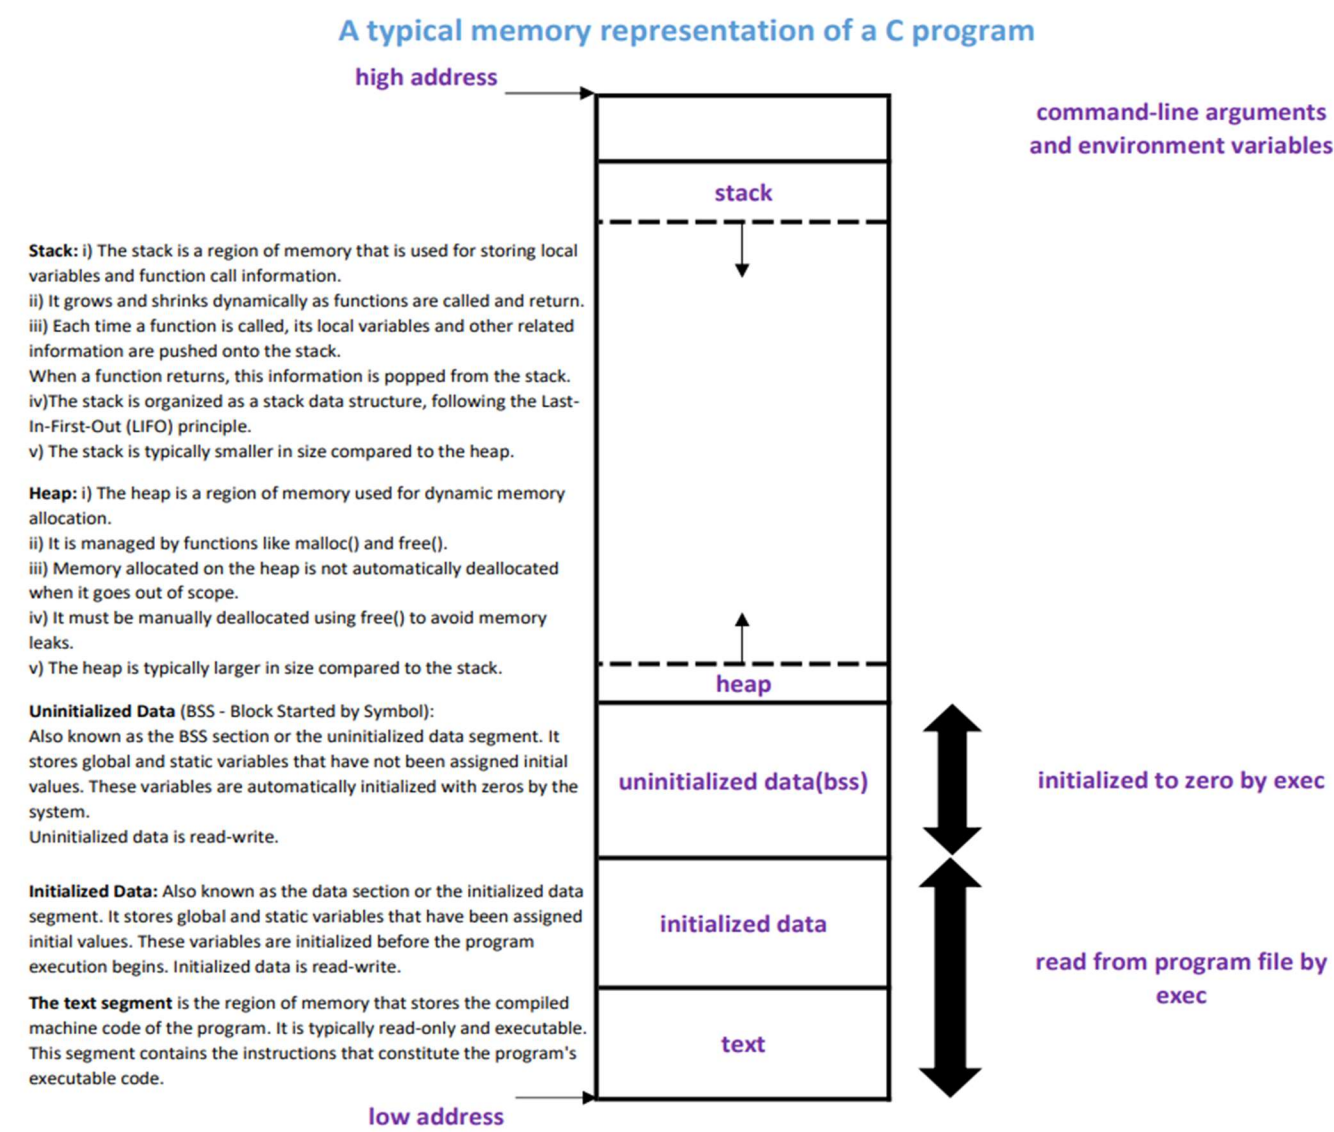 A typical memory representation of a C program
high address
command-line arguments
and environment variables
stack
Stack: i) The stack is a region of memory that is used for storing local
variables and function call information.
ii) It grows and shrinks dynamically as functions are called and return.
iii) Each time a function is called, its local variables and other related
information are pushed onto the stack.
When a function returns, this information is popped from the stack.
iv)The stack is organized as a stack data structure, following the Last-
In-First-Out (LIFO) principle.
v) The stack is typically smaller in size compared to the heap.
Heap: i) The heap is a region of memory used for dynamic memory
allocation.
ii) It is managed by functions like malloc() and free().
iii) Memory allocated on the heap is not automatically deallocated
when it goes out of scope.
iv) It must be manually deallocated using free() to avoid memory
leaks.
v) The heap is typically larger in size compared to the stack.
heap
Uninitialized Data (BSS - Block Started by Symbol):
Also known as the BSS section or the uninitialized data segment. It
stores global and static variables that have not been assigned initial
values. These variables are automatically initialized with zeros by the
system.
Uninitialized data is read-write.
uninitialized data(bss)
initialized to zero by exec
Initialized Data: Also known as the data section or the initialized data
segment. It stores global and static variables that have been assigned
initial values. These variables are initialized before the program
execution begins. Initialized data is read-write.
initialized data
read from program file by
exec
The text segment is the region of memory that stores the compiled
machine code of the program. It is typically read-only and executable.
This segment contains the instructions that constitute the program's
executable code.
text
low address